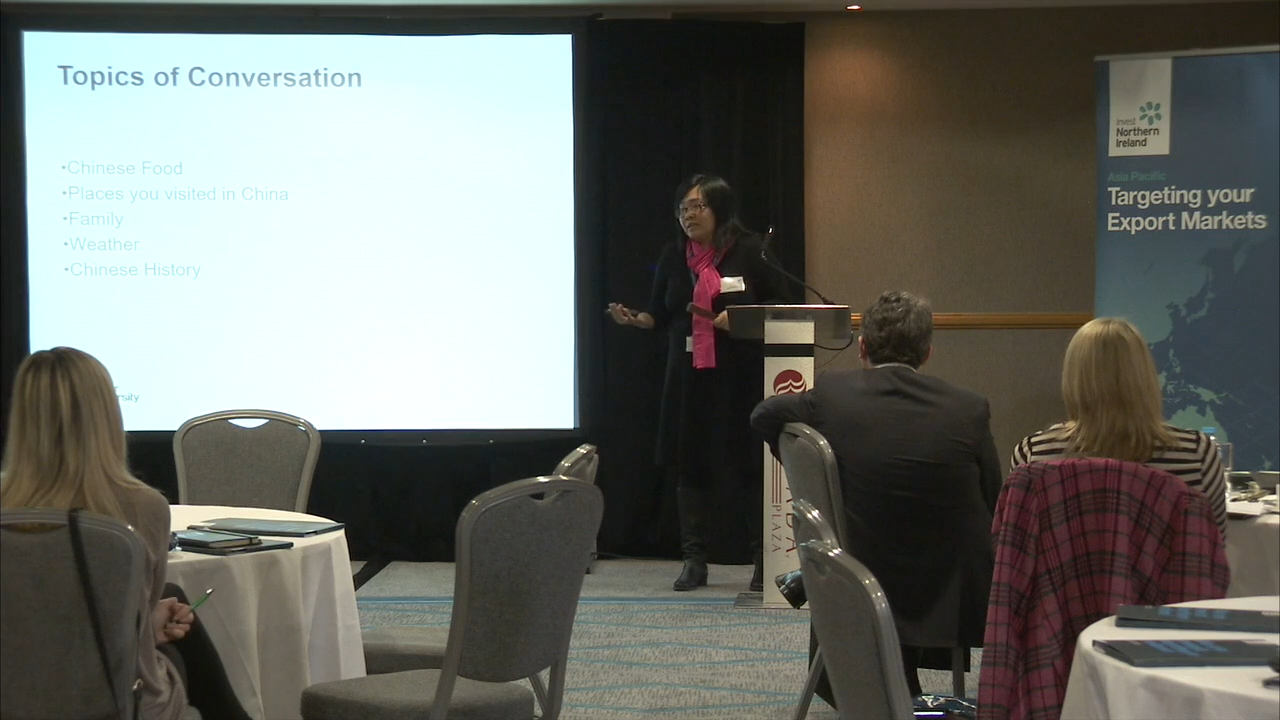 Topics of Conversation
•Chinese Food
•Places you visited in China
•Family
•Weather
•Chinese History
rsity
PLAZA
Invest
Northern
Ireland
Asia Pacific
Targeting your
Export Markets